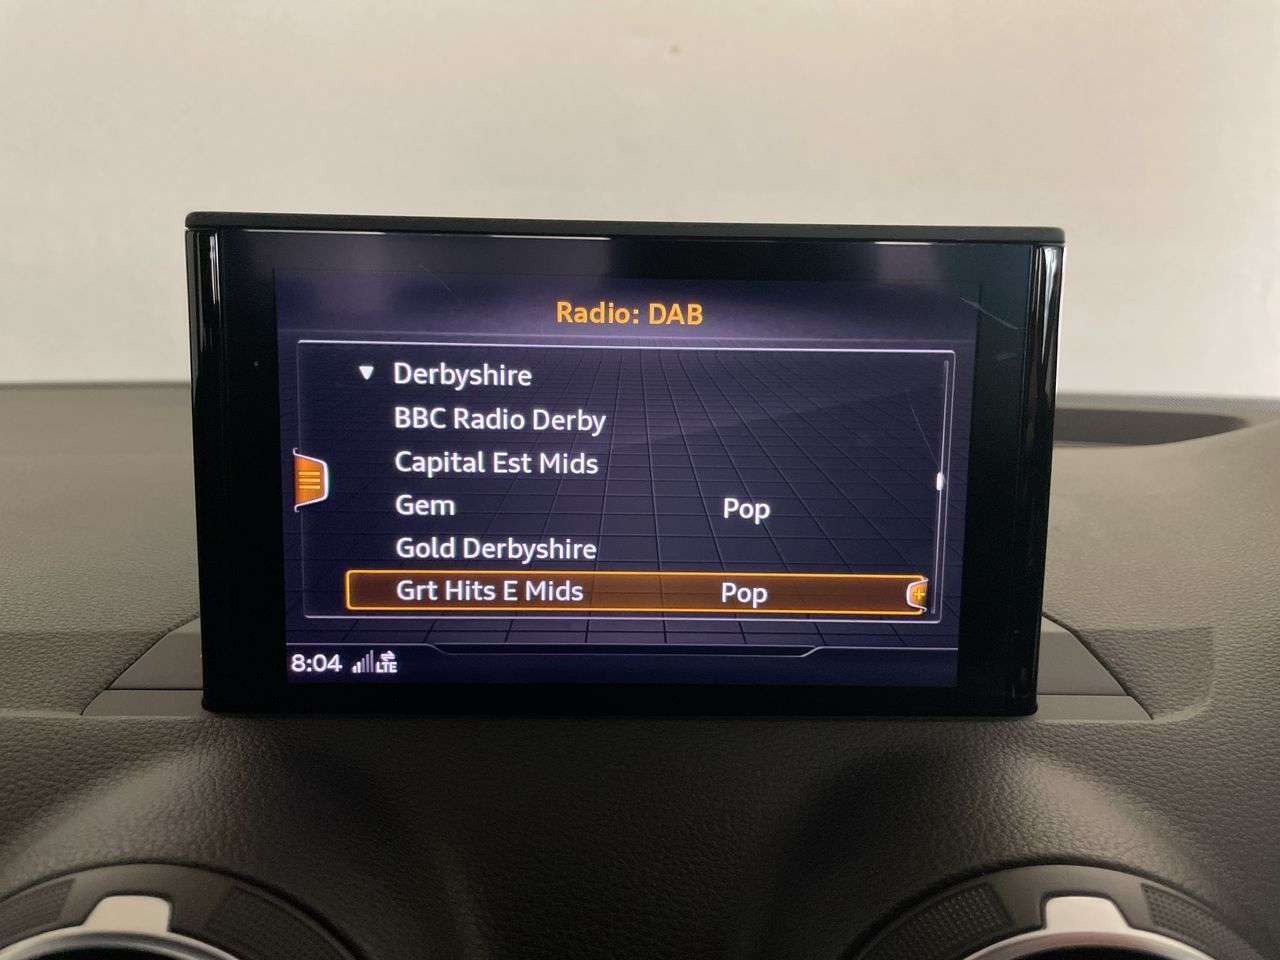 Radio: DAB
Derbyshire
BBC Radio Derby
Capital Est Mids
Gem Pop
Gold Derbyshire
Grt Hits E Mids Pop
8:04 LTE